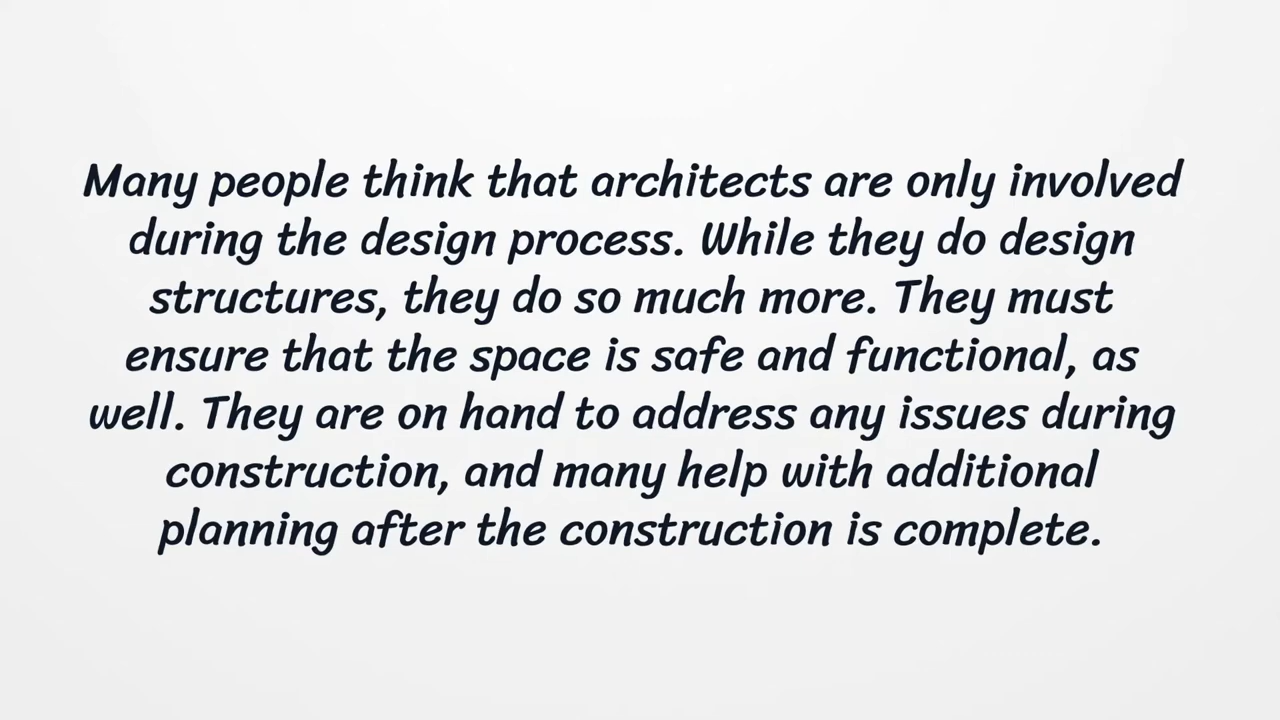 Many people think that architects are only involved
during the design process. While they do design
structures, they do so much more. They must
ensure that the space is safe and functional, as
well. They are on hand to address any issues during
construction, and many help with additional
planning after the construction is complete.